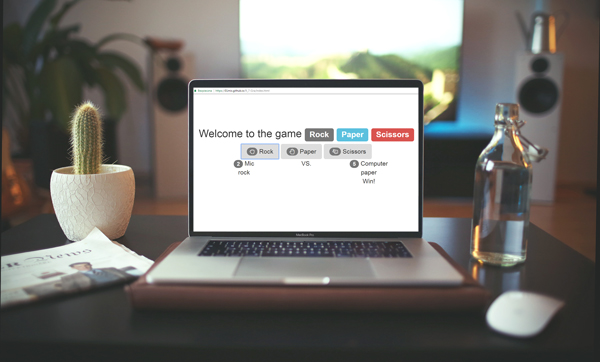 Welcome to the game Rock Paper Scissors
Rock Paper Scissors
2 Mic VS. 6 Computer
rock paper
Win!
MacBook Pro
News